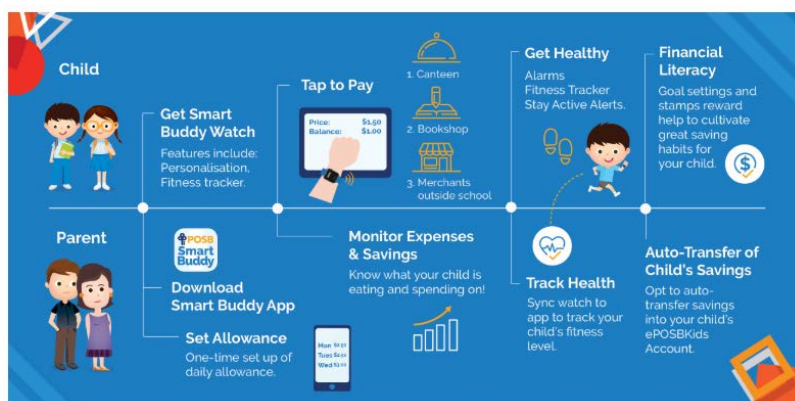 Child
Get Smart
Buddy Watch
Features include:
Personalisation,
Fitness tracker.
Tap to Pay
Price: $1.50
Balance: $1.00
1. Canteen
2. Bookshop
3. Merchants
outside school
Get Healthy
Alarms
Fitness Tracker
Stay Active Alerts.
Financial
Literacy
Goal settings and
stamps reward
help to cultivate
great saving
habits for
your child.
$
Parent
POSB
Smart
Buddy
Download
Smart Buddy App
Set Allowance
One-time set up of
daily allowance.
Mon
Tues
Wed
Monitor Expenses
& Savings
Know what your child is
eating and spending on!
Track Health
Sync watch to
app to track your
child's fitness
level.
Auto-Transfer of
Child's Savings
Opt to auto-
transfer savings
into your child's
ePOSBKids
Account.